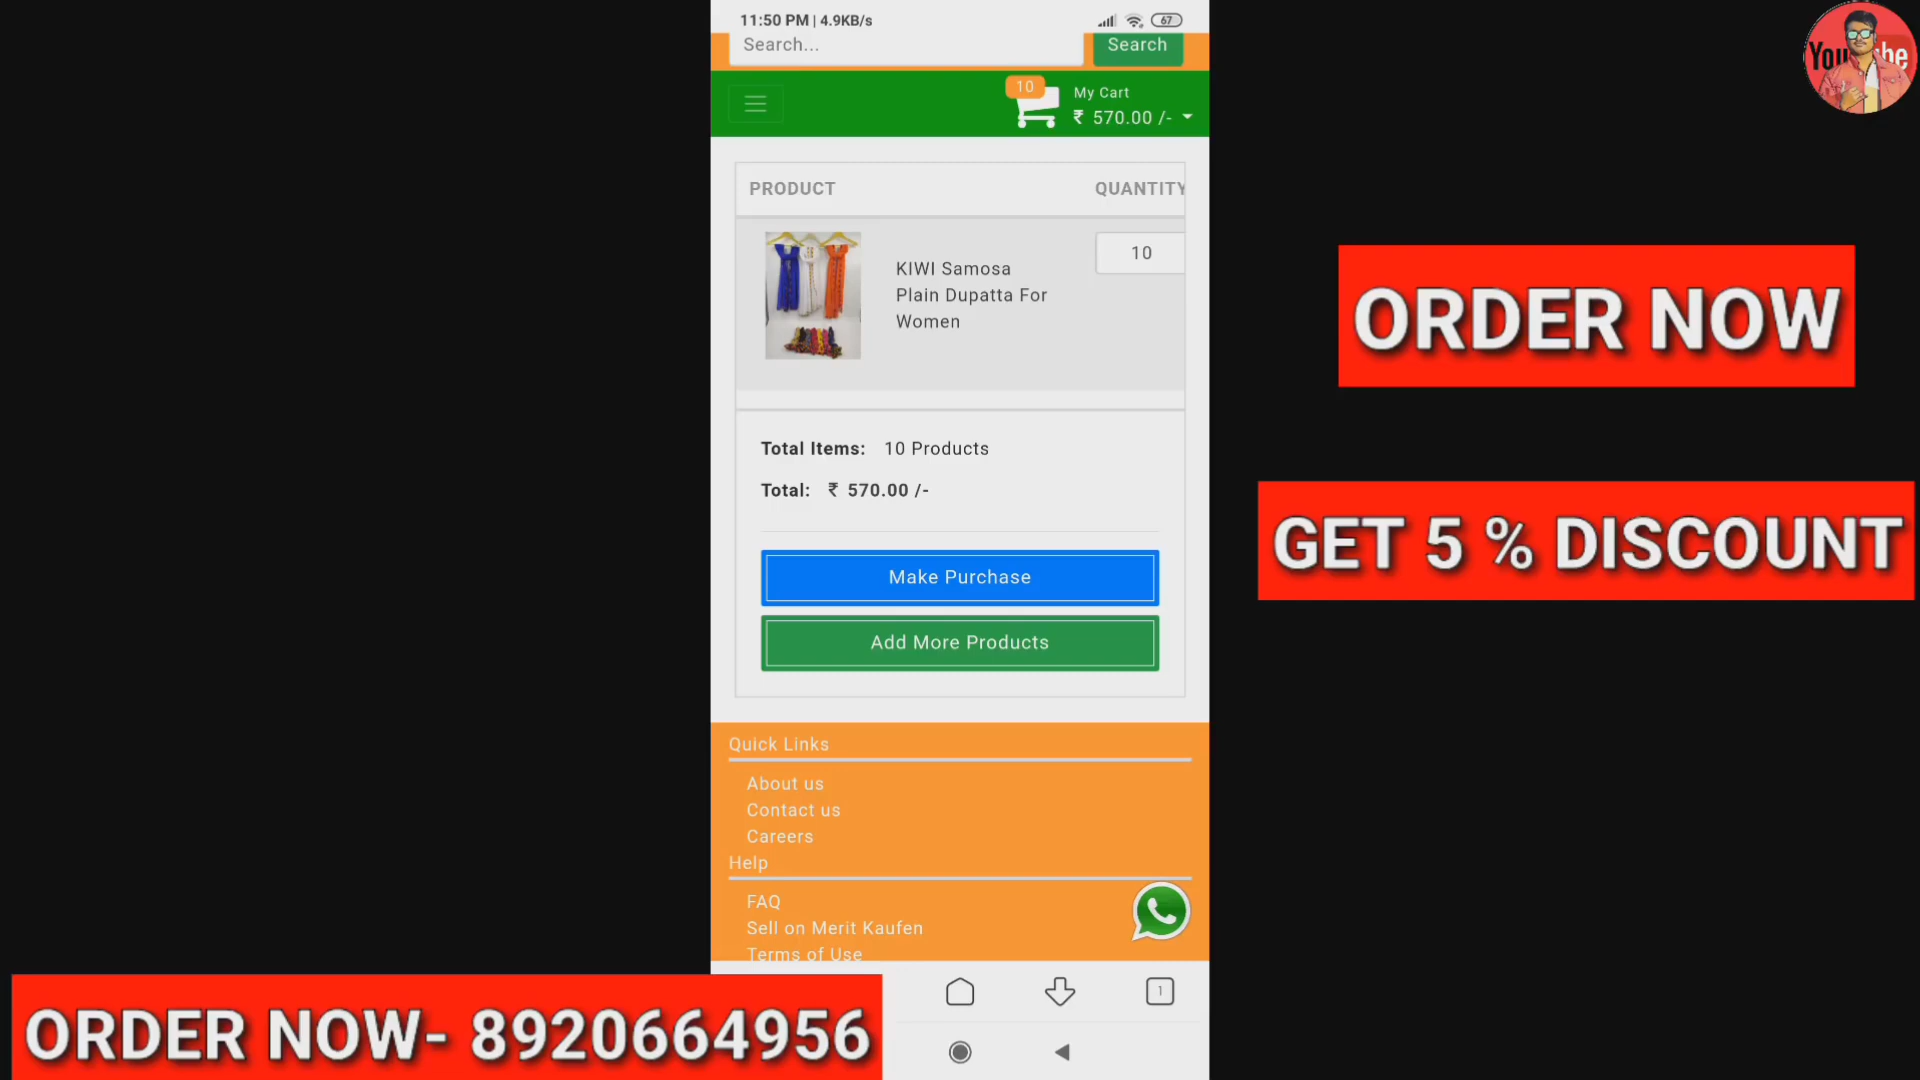 11:50 PM | 4.9KB/s
67
Search...
Search
10
My Cart
₹ 570.00 /-
PRODUCT
QUANTITY
KIWI Samosa
Plain Dupatta For
Women
10
Total Items: 10 Products
Total: ₹ 570.00 /-
Make Purchase
Add More Products
Quick Links
About us
Contact us
Careers
Help
FAQ
Sell on Merit Kaufen
Terms of Use
1
ORDER NOW
GET 5 % DISCOUNT
ORDER NOW- 8920664956